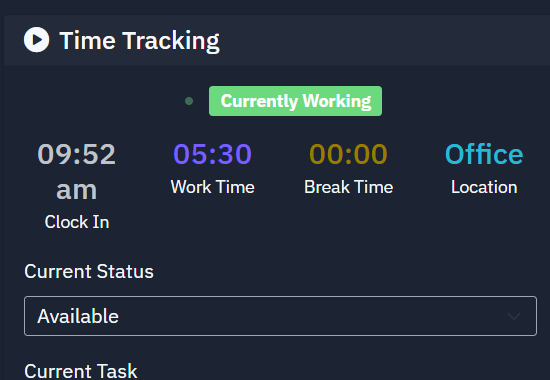 Time Tracking
Currently Working
09:52 am
05:30
00:00
Office
Clock In
Work Time
Break Time
Location
Current Status
Available
Current Task